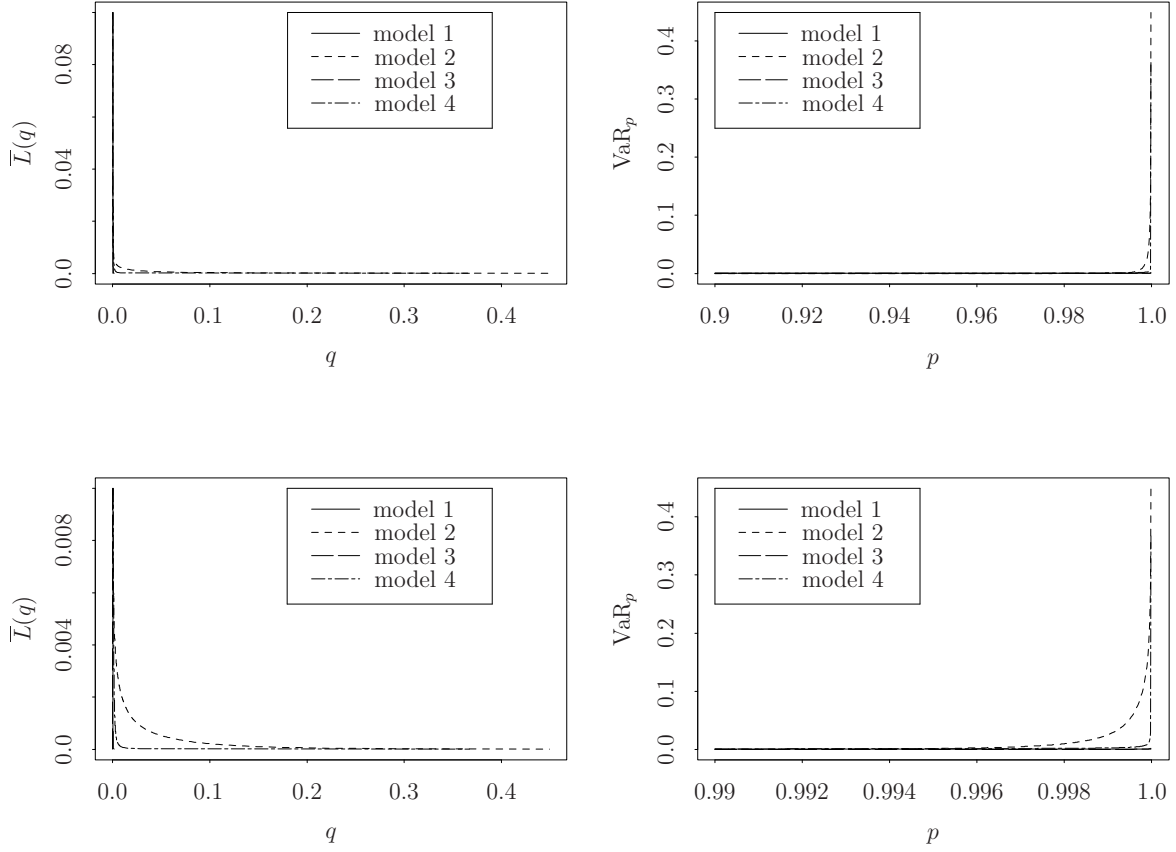 model 1
model 2
model 3
model 4
L̅(q)
0.08
0.04
0.0
0.0 0.1 0.2 0.3 0.4
q
model 1
model 2
model 3
model 4
VaRₚ
0.4
0.3
0.2
0.1
0.0
0.9 0.92 0.94 0.96 0.98 1.0
p
model 1
model 2
model 3
model 4
L̅(q)
0.008
0.004
0.0
0.0 0.1 0.2 0.3 0.4
q
model 1
model 2
model 3
model 4
VaRₚ
0.4
0.3
0.2
0.1
0.0
0.99 0.992 0.994 0.996 0.998 1.0
p